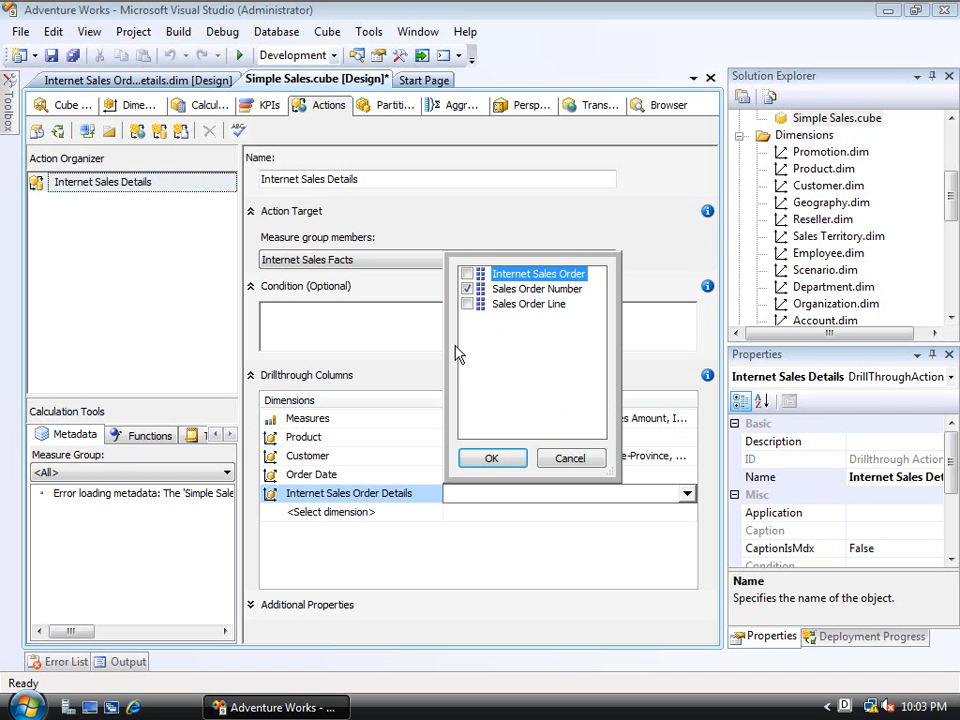 Adventure Works - Microsoft Visual Studio (Administrator)
File Edit View Project Build Debug Database Cube Tools Window Help
Development
Internet Sales Ord...etails.dim [Design] Simple Sales.cube [Design]* Start Page
Cube ... Dime... Calcul... KPIs Actions Partiti... Aggr... Persp... Trans... Browser
Action Organizer
Internet Sales Details
Calculation Tools
Metadata Functions
Measure Group:
<All>
Error loading metadata: The 'Simple Sale
Name:
Internet Sales Details
Action Target
Measure group members:
Internet Sales Facts
Condition (Optional)
Drillthrough Columns
Dimensions
Measures
s Amount, I...
Product
Customer
e-Province, ...
Order Date
Internet Sales Order Details
<Select dimension>
Additional Properties
Internet Sales Order
Sales Order Number
Sales Order Line
OK Cancel
Solution Explorer
Simple Sales.cube
Dimensions
Promotion.dim
Product.dim
Customer.dim
Geography.dim
Reseller.dim
Sales Territory.dim
Employee.dim
Scenario.dim
Department.dim
Organization.dim
Account.dim
Properties
Internet Sales Details DrillThroughAction
Basic
Description
ID Drillthrough Action
Name Internet Sales Det
Misc
Application
Caption
CaptionIsMdx False
Condition
Name
Specifies the name of the object.
Properties Deployment Progress
Error List Output
Ready
Adventure Works - ...
D
10:03 PM
Toolbox